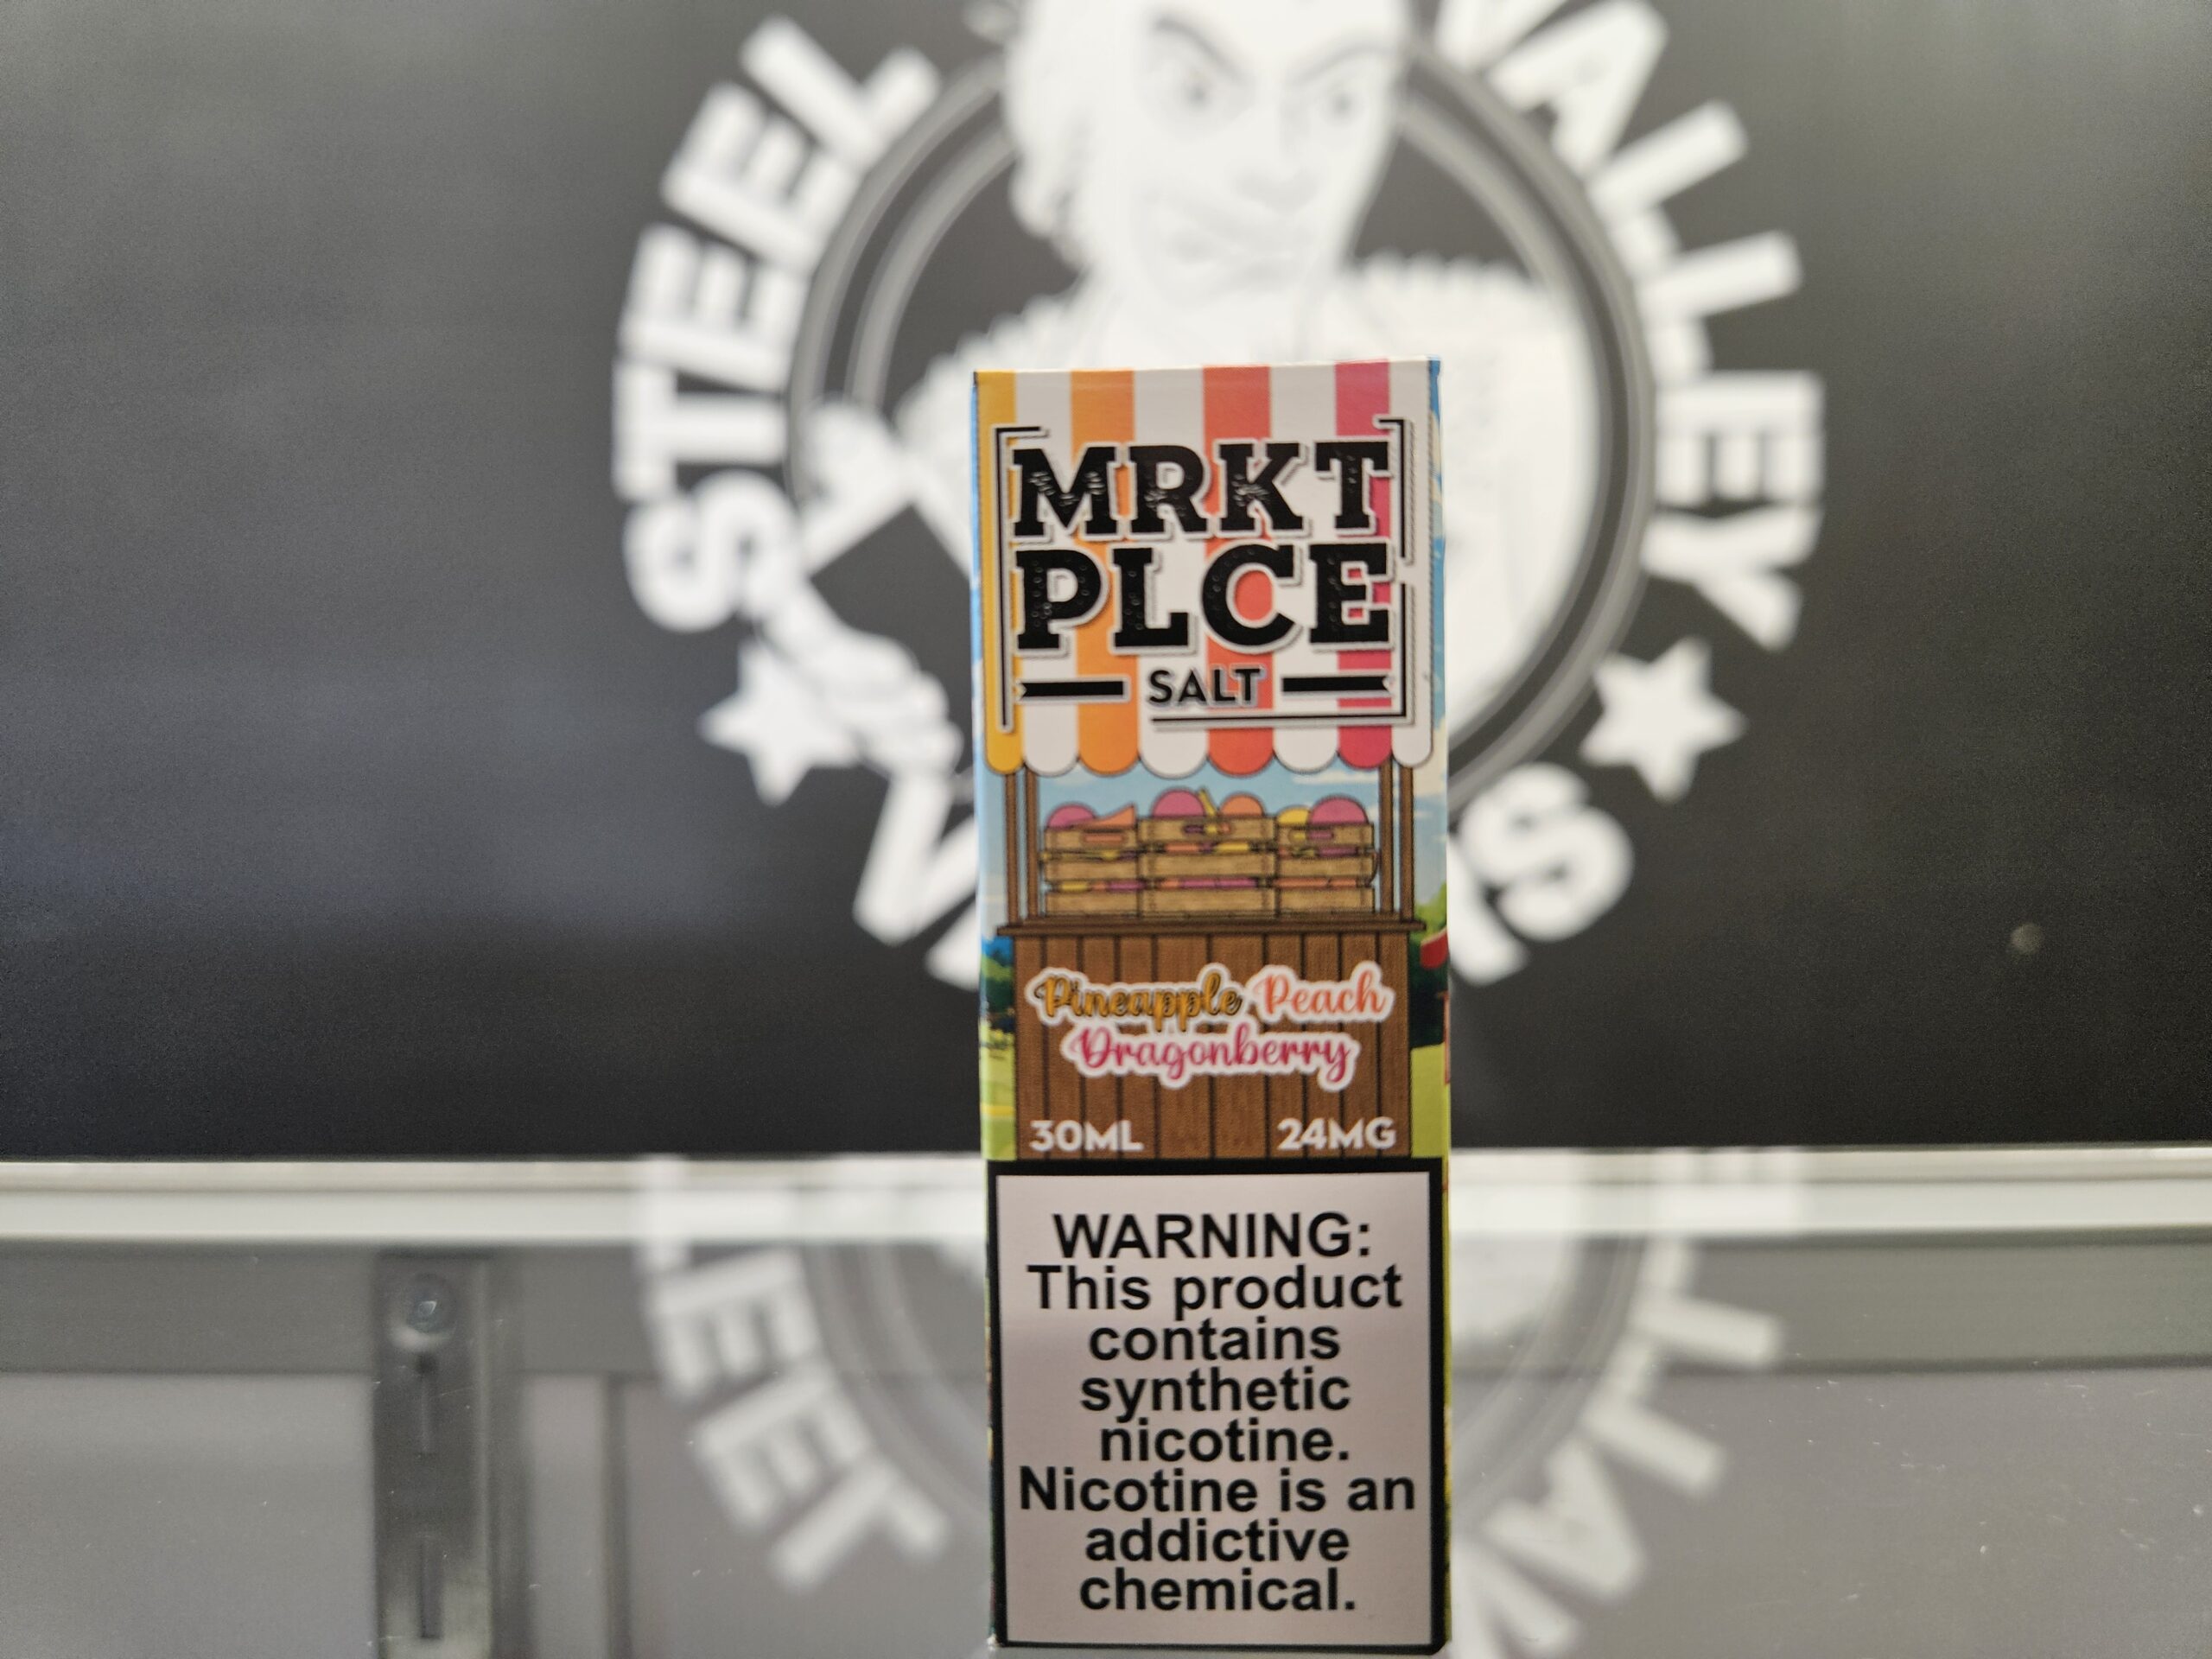 STEEL VALLEY
MRKT
PLCE
SALT
Pineapple Peach
Dragonberry
30ML 24MG
WARNING:
This product
contains
synthetic
nicotine.
Nicotine is an
addictive
chemical.